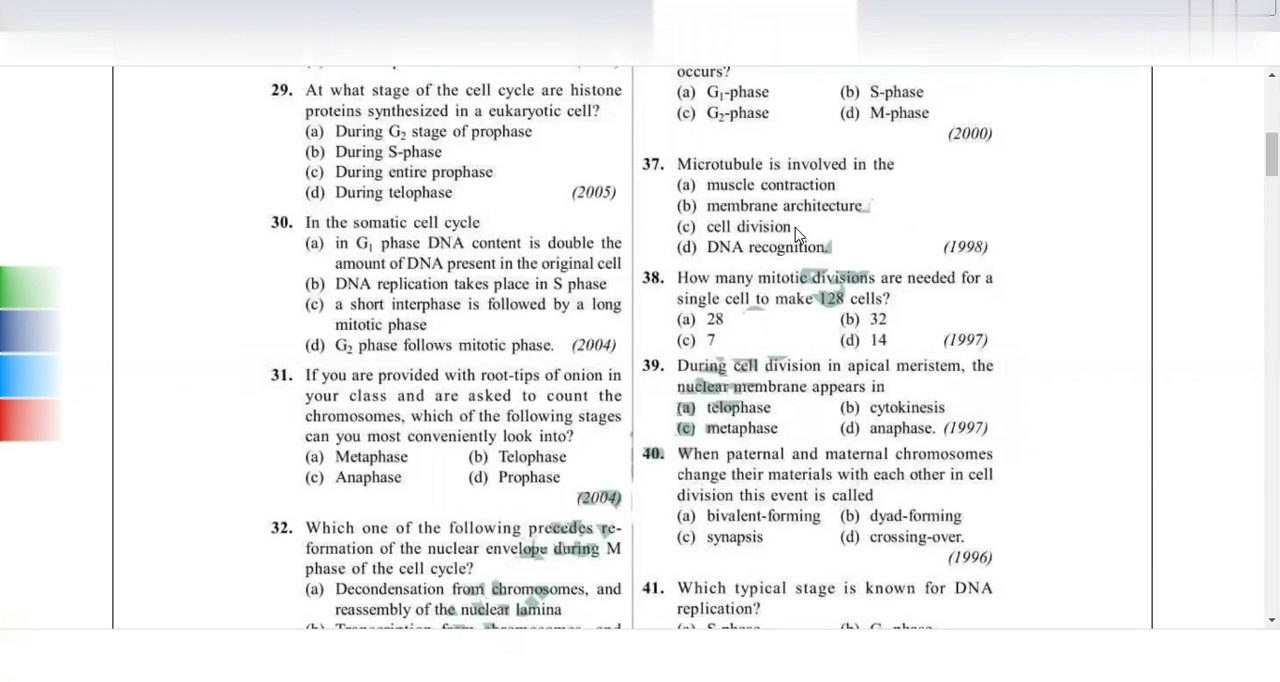 29. At what stage of the cell cycle are histone
proteins synthesized in a eukaryotic cell?
(a) During G₂ stage of prophase
(b) During S-phase
(c) During entire prophase
(d) During telophase (2005)
30. In the somatic cell cycle
(a) in G₁ phase DNA content is double the
amount of DNA present in the original cell
(b) DNA replication takes place in S phase
(c) a short interphase is followed by a long
mitotic phase
(d) G₂ phase follows mitotic phase. (2004)
31. If you are provided with root-tips of onion in
your class and are asked to count the
chromosomes, which of the following stages
can you most conveniently look into?
(a) Metaphase (b) Telophase
(c) Anaphase (d) Prophase
(2004)
32. Which one of the following precedes re-
formation of the nuclear envelope during M
phase of the cell cycle?
(a) Decondensation from chromosomes, and
reassembly of the nuclear lamina
occurs?
(a) G₁-phase (b) S-phase
(c) G₂-phase (d) M-phase
(2000)
37. Microtubule is involved in the
(a) muscle contraction
(b) membrane architecture
(c) cell division
(d) DNA recognition. (1998)
38. How many mitotic divisions are needed for a
single cell to make 128 cells?
(a) 28 (b) 32
(c) 7 (d) 14 (1997)
39. During cell division in apical meristem, the
nuclear membrane appears in
(a) telophase (b) cytokinesis
(c) metaphase (d) anaphase. (1997)
40. When paternal and maternal chromosomes
change their materials with each other in cell
division this event is called
(a) bivalent-forming (b) dyad-forming
(c) synapsis (d) crossing-over.
(1996)
41. Which typical stage is known for DNA
replication?